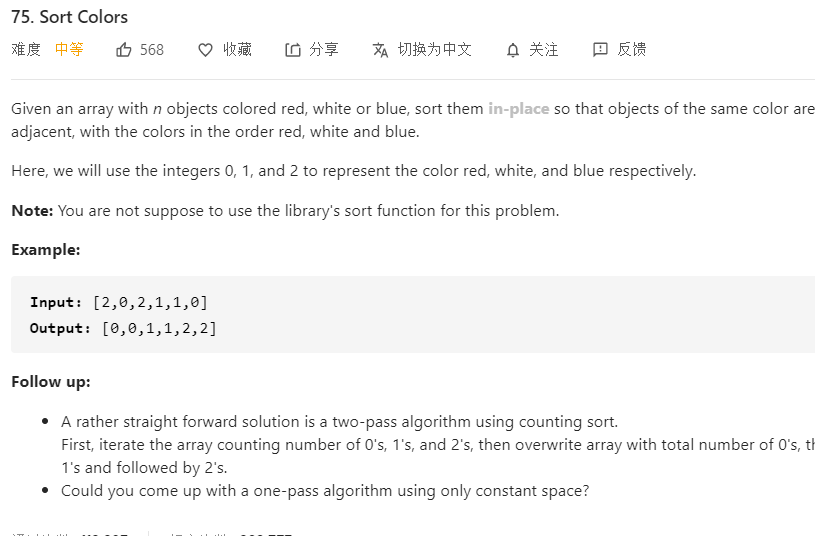 75. Sort Colors
难度 中等 568 收藏 分享 切换为中文 关注 反馈
Given an array with n objects colored red, white or blue, sort them in-place so that objects of the same color are
adjacent, with the colors in the order red, white and blue.
Here, we will use the integers 0, 1, and 2 to represent the color red, white, and blue respectively.
Note: You are not suppose to use the library's sort function for this problem.
Example:
Input: [2,0,2,1,1,0]
Output: [0,0,1,1,2,2]
Follow up:
• A rather straight forward solution is a two-pass algorithm using counting sort.
First, iterate the array counting number of 0's, 1's, and 2's, then overwrite array with total number of 0's,
1's and followed by 2's.
• Could you come up with a one-pass algorithm using only constant space?